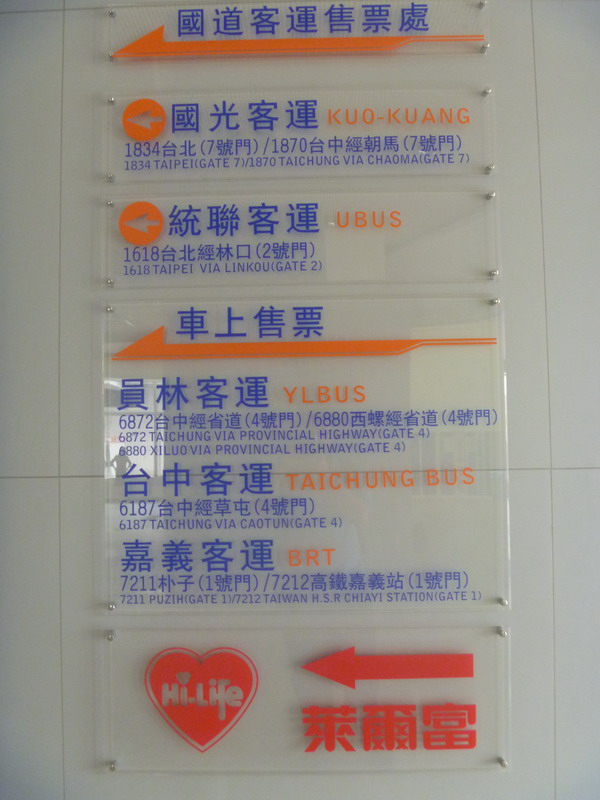 國道客運售票處
國光客運 KUO-KUANG
1834台北(7號門)/1870台中經朝馬(7號門)
1834 TAIPEI(GATE 7)/1870 TAICHUNG VIA CHAOMA(GATE 7)
統聯客運 UBUS
1618台北經林口(2號門)
1618 TAIPEI VIA LINKOU(GATE 2)
車上售票
員林客運 YLBUS
6872台中經省道(4號門)/6880西螺經省道(4號門)
6872 TAICHUNG VIA PROVINCIAL HIGHWAY(GATE 4)
6880 XILUO VIA PROVINCIAL HIGHWAY(GATE 4)
台中客運 TAICHUNG BUS
6187台中經草屯(4號門)
6187 TAICHUNG VIA CAOTUN(GATE 4)
嘉義客運 BRT
7211朴子(1號門)/7212高鐵嘉義站(1號門)
7211 PUZIH(GATE 1)/7212 TAIWAN H.S.R CHIAYI STATION(GATE 1)
Hi-Life
萊爾富